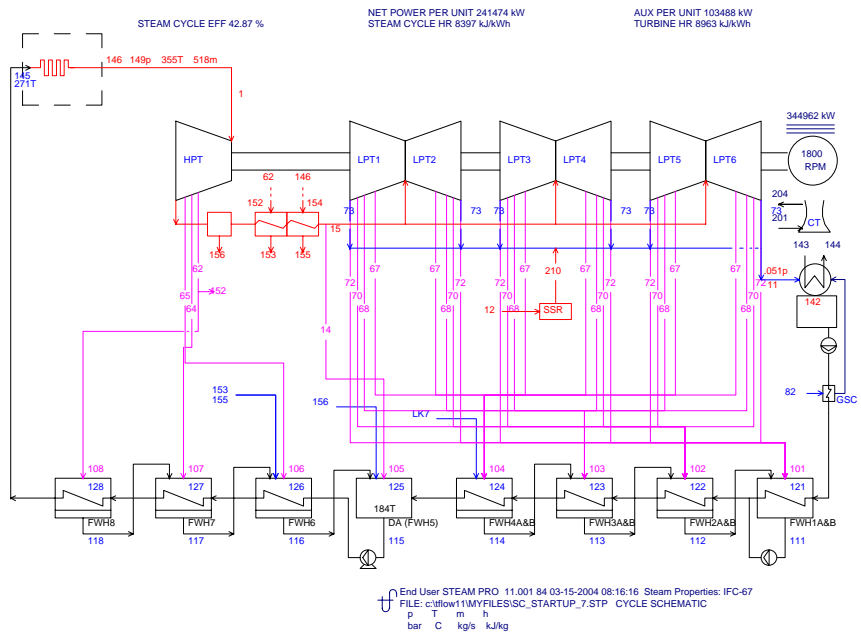 NET POWER PER UNIT 241474 kW
AUX PER UNIT 103488 kW
STEAM CYCLE EFF 42.87 %
STEAM CYCLE HR 8397 kJ/kWh
TURBINE HR 8963 kJ/kWh
146 149p 355T 518m
145
271T
1
344962 kW
HPT
LPT1
LPT2
LPT3
LPT4
LPT5
LPT6
1800
RPM
62
146
152
154
15
156
153
155
73
73
73
73
73
73
204
201
CT
143
144
62
65
64
152
67
72
70
68
67
72
70
68
67
72
70
68
67
72
70
68
67
72
70
68
67
72
70
68
.051p
11
142
210
12
SSR
14
82
GSC
153
155
156
LK7
108
107
106
105
104
103
102
101
128
127
126
125
124
123
122
121
184T
FWH8
FWH7
FWH6
DA (FWH5)
FWH4A&B
FWH3A&B
FWH2A&B
FWH1A&B
118
117
116
115
114
113
112
111
End User STEAM PRO 11.001 84 03-15-2004 08:16:16 Steam Properties: IFC-67
FILE: c:\tflow11\MYFILES\SC_STARTUP_7.STP CYCLE SCHEMATIC
p T m h
bar C kg/s kJ/kg